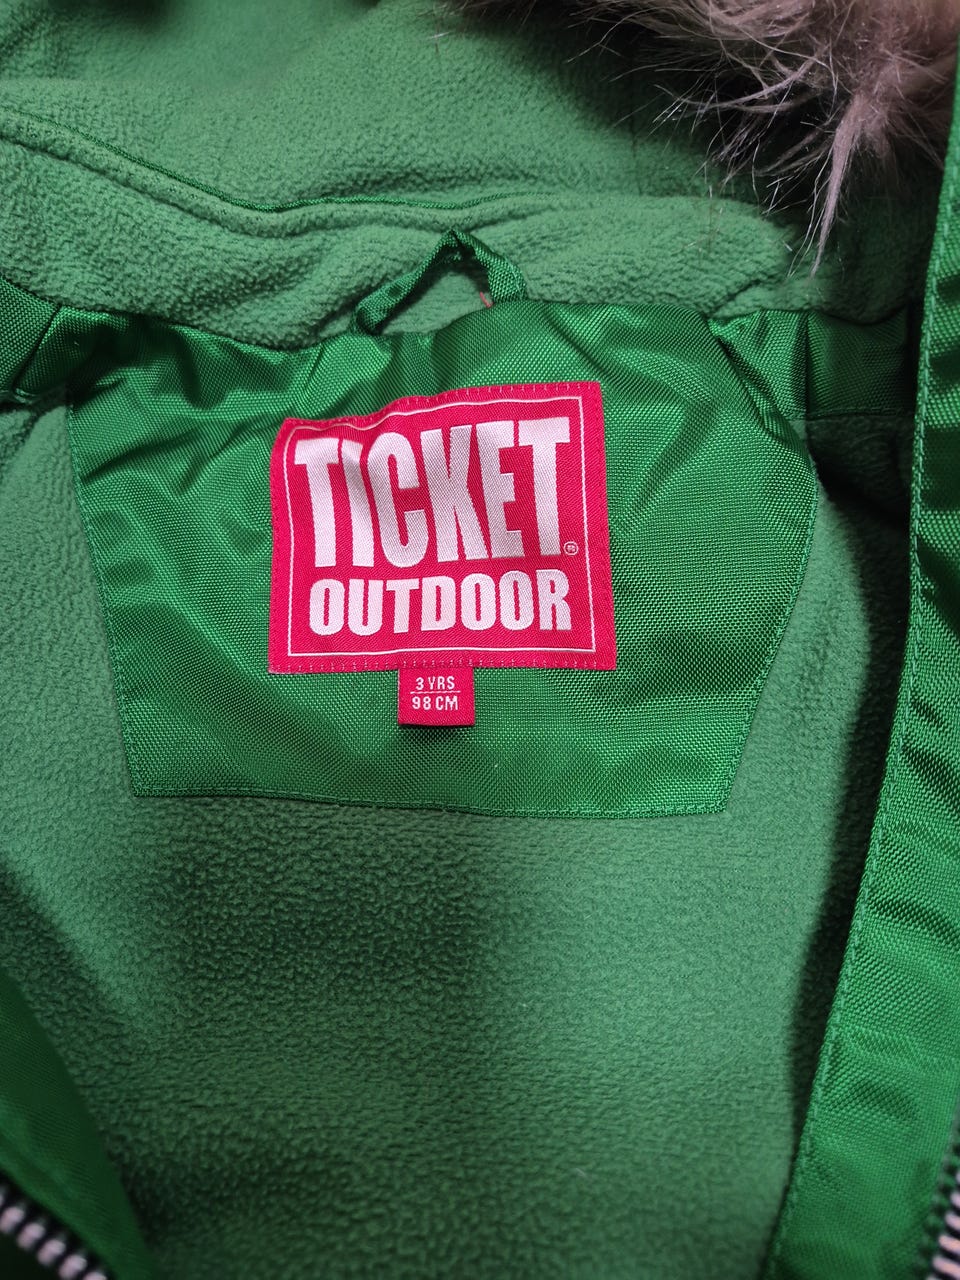 TICKET®
OUTDOOR
3 YRS
98 CM